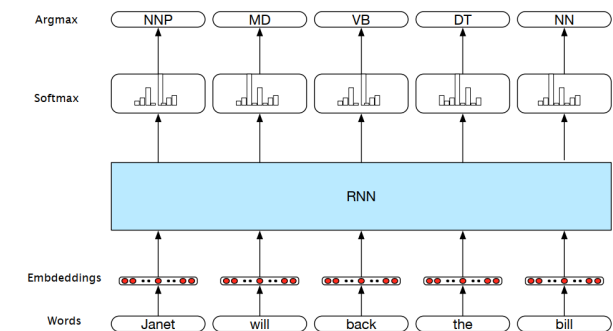 Argmax NNP MD VB DT NN
Softmax
RNN
Embdeddings
Words Janet will back the bill